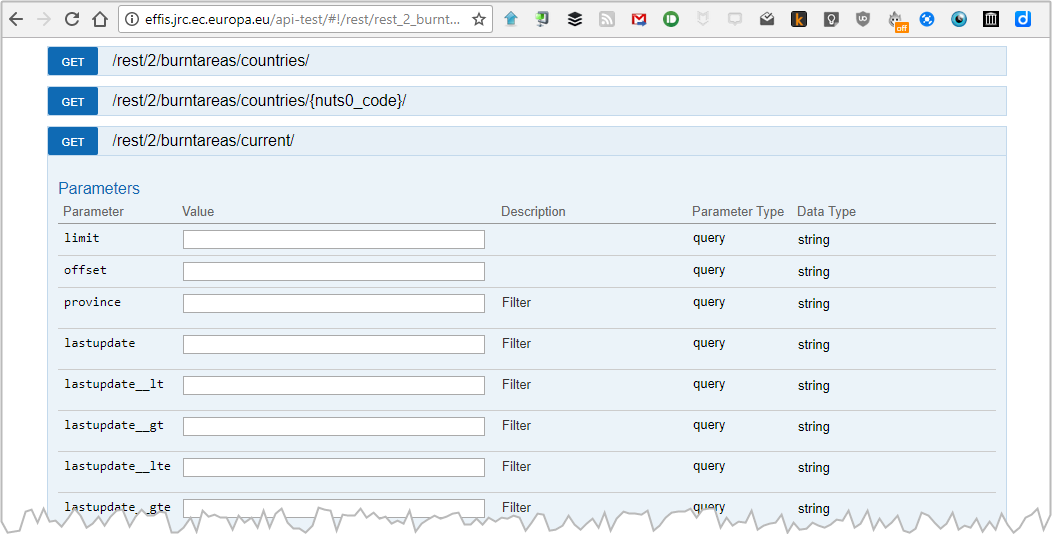 effis.jrc.ec.europa.eu/api-test/#!/rest/rest_2_burnt...
off
GET /rest/2/burntareas/countries/
GET /rest/2/burntareas/countries/{nuts0_code}/
GET /rest/2/burntareas/current/
Parameters
Parameter Value Description Parameter Type Data Type
limit query string
offset query string
province Filter query string
lastupdate Filter query string
lastupdate__lt Filter query string
lastupdate__gt Filter query string
lastupdate__lte Filter query string
lastupdate__gte Filter query string